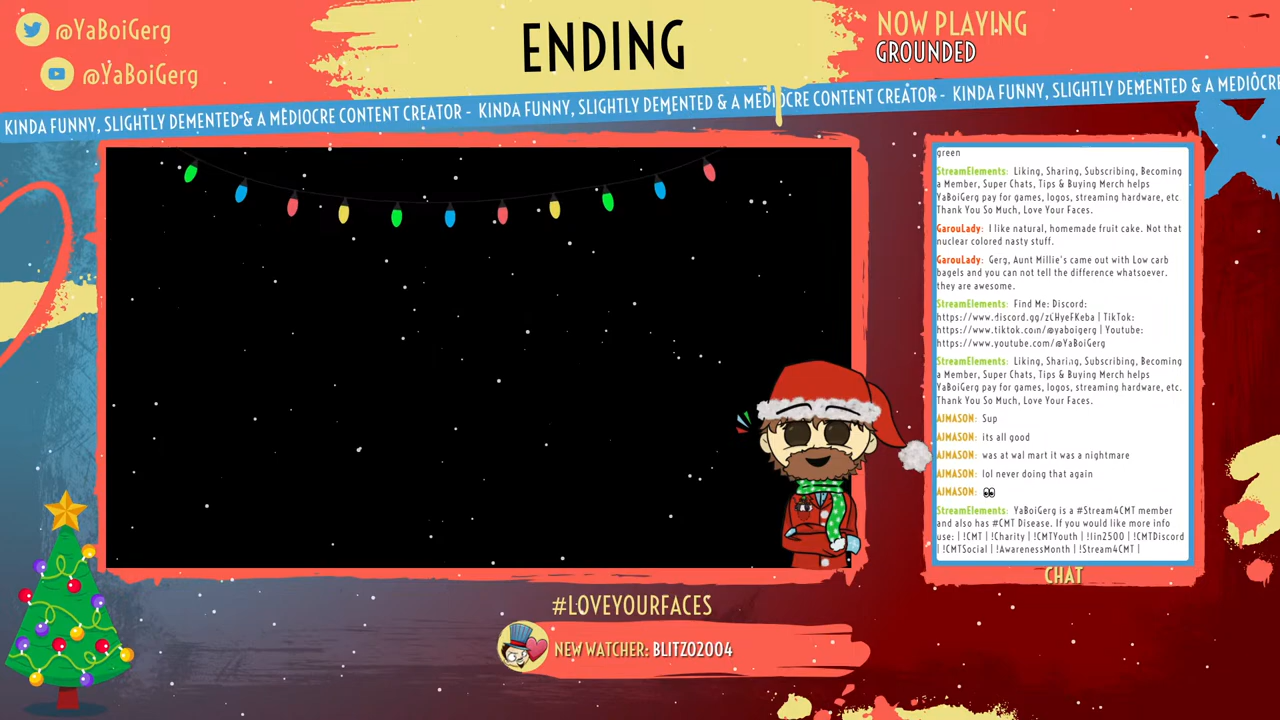 @YaBoiGerg
@YaBoiGerg
ENDING
NOW PLAYING
GROUNDED
KINDA FUNNY, SLIGHTLY DEMENTED & A MEDIOCRE CONTENT CREATOR - KINDA FUNNY, SLIGHTLY DEMENTED & A MEDIOCRE CONTENT CREATOR - KINDA FUNNY, SLIGHTLY DEMENTED & A MEDIOCRE
green
StreamElements: Liking, Sharing, Subscribing, Becoming
a Member, Super Chats, Tips & Buying Merch helps
YaBoiGerg pay for games, logos, streaming hardware, etc.
Thank You So Much, Love Your Faces.
GarouLady: I like natural, homemade fruit cake. Not that
nuclear colored nasty stuff.
GarouLady: Gerg, Aunt Millie's came out with Low carb
bagels and you can not tell the difference whatsoever.
they are awesome.
StreamElements: Find Me: Discord:
| TikTok:
https://www.tiktok.com/@yaboigerg | Youtube:
https://www.youtube.com/@YaBoiGerg
StreamElements: Liking, Sharing, Subscribing, Becoming
a Member, Super Chats, Tips & Buying Merch helps
YaBoiGerg pay for games, logos, streaming hardware, etc.
Thank You So Much, Love Your Faces.
AJMASON: Sup
AJMASON: its all good
AJMASON: was at wal mart it was a nightmare
AJMASON: lol never doing that again
AJMASON: 👀
StreamElements: YaBoiGerg is a #Stream4CMT member
and also has #CMT Disease. If you would like more info
use: | !CMT | !Charity | !CMTYouth | !1in2500 | !CMTDiscord
| !CMTSocial | !AwarenessMonth | !Stream4CMT |
CHAT
#LOVEYOURFACES
NEW WATCHER: BLITZO2004